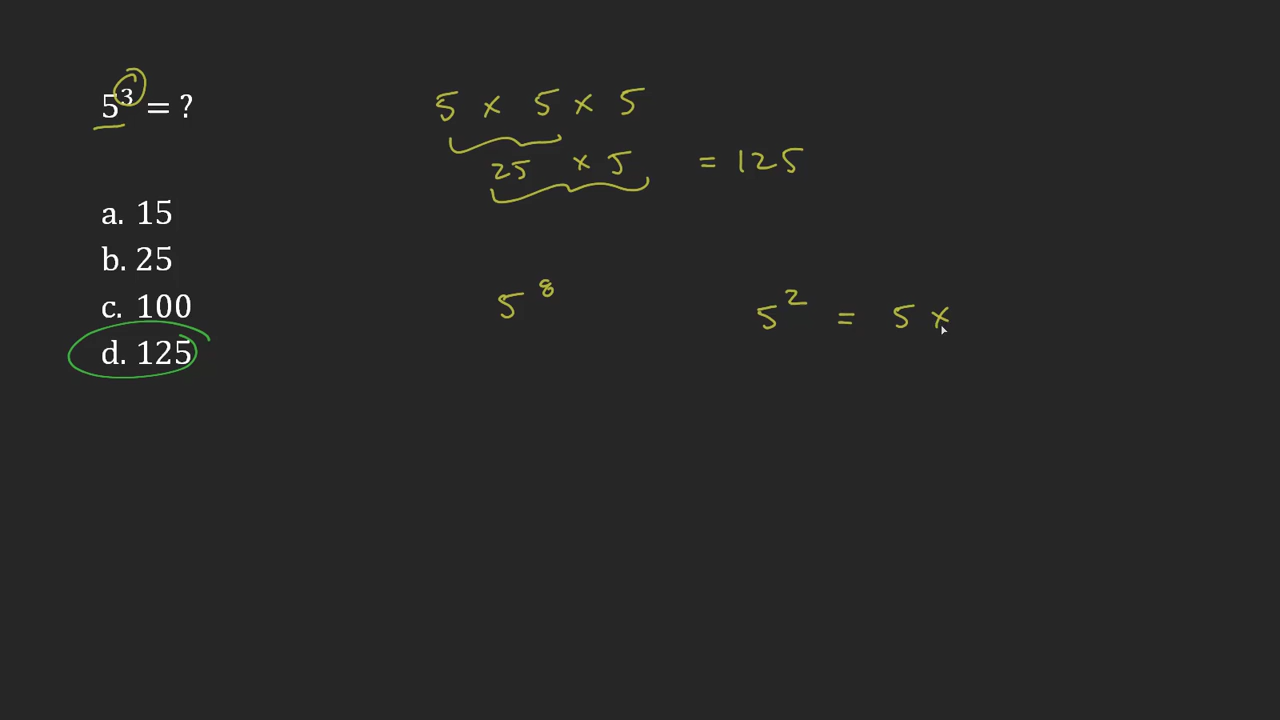 5³ = ?
a. 15
b. 25
c. 100
d. 125
5 × 5 × 5
25 × 5 = 125
5⁸
5² = 5 ×